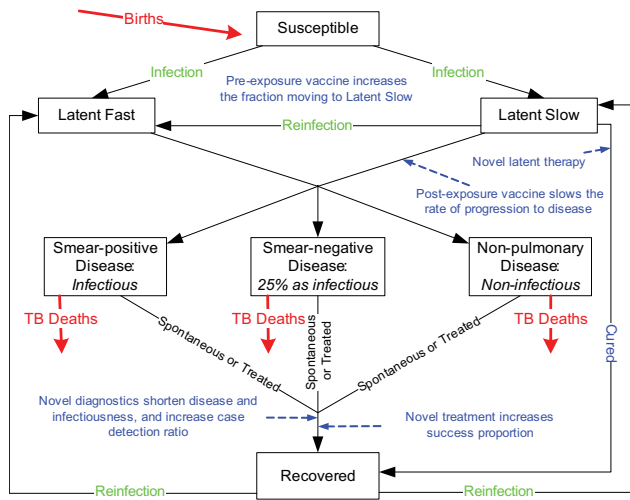 Births
Susceptible
Infection
Infection
Pre-exposure vaccine increases
the fraction moving to Latent Slow
Latent Fast
Reinfection
Latent Slow
Novel latent therapy
Post-exposure vaccine slows the
rate of progression to disease
Smear-positive
Disease:
Infectious
Smear-negative
Disease:
25% as infectious
Non-pulmonary
Disease:
Non-infectious
TB Deaths
TB Deaths
TB Deaths
Spontaneous or Treated
Spontaneous
or Treated
Spontaneous or Treated
Cured
Novel diagnostics shorten disease and
infectiousness, and increase case
detection ratio
Novel treatment increases
success proportion
Reinfection
Recovered
Reinfection